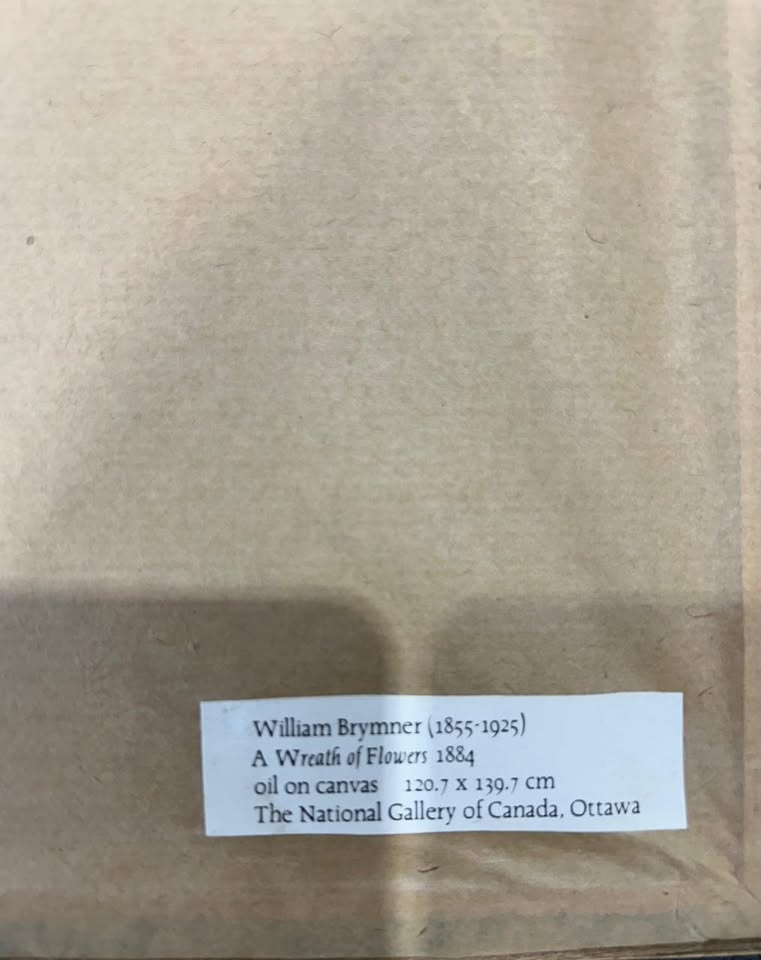 William Brymner (1855-1925)
A Wreath of Flowers 1884
oil on canvas 120.7 x 139.7 cm
The National Gallery of Canada, Ottawa